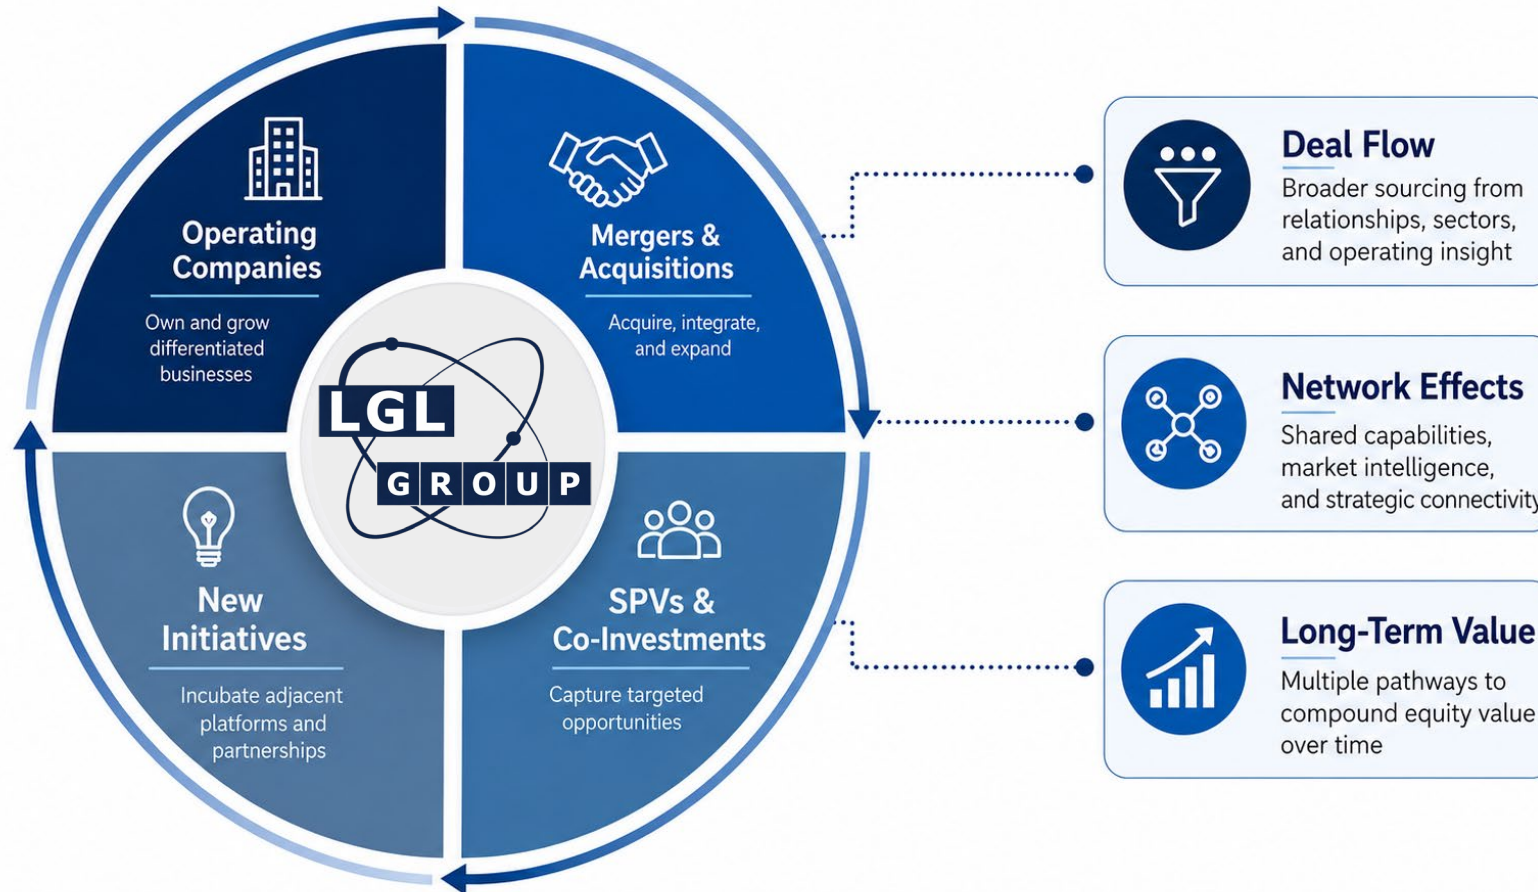 Operating
Companies
Own and grow
differentiated
businesses
Mergers &
Acquisitions
Acquire, integrate,
and expand
LGL
GROUP
New
Initiatives
Incubate adjacent
platforms and
partnerships
SPVs &
Co-Investments
Capture targeted
opportunities
Deal Flow
Broader sourcing from
relationships, sectors,
and operating insight
Network Effects
Shared capabilities,
market intelligence,
and strategic connectivity
Long-Term Value
Multiple pathways to
compound equity value
over time